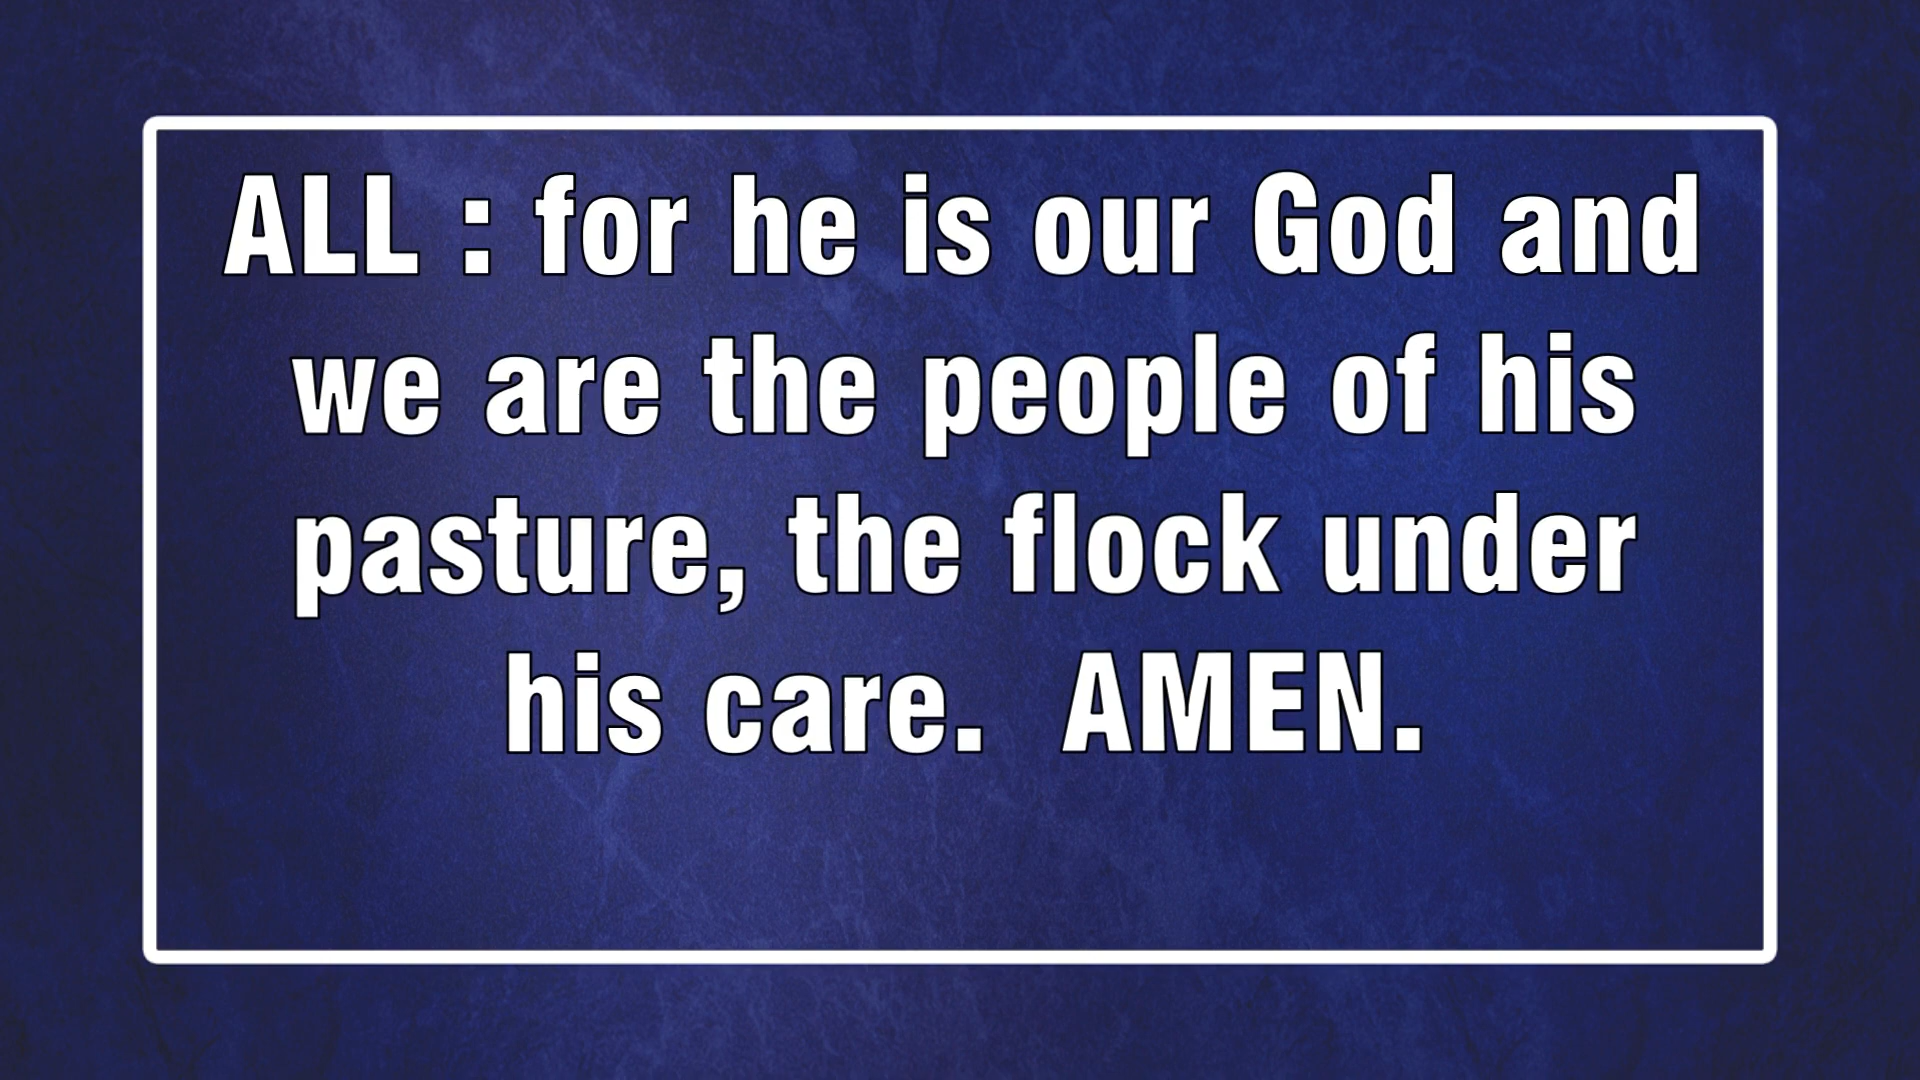 ALL : for he is our God and
we are the people of his
pasture, the flock under
his care.  AMEN.